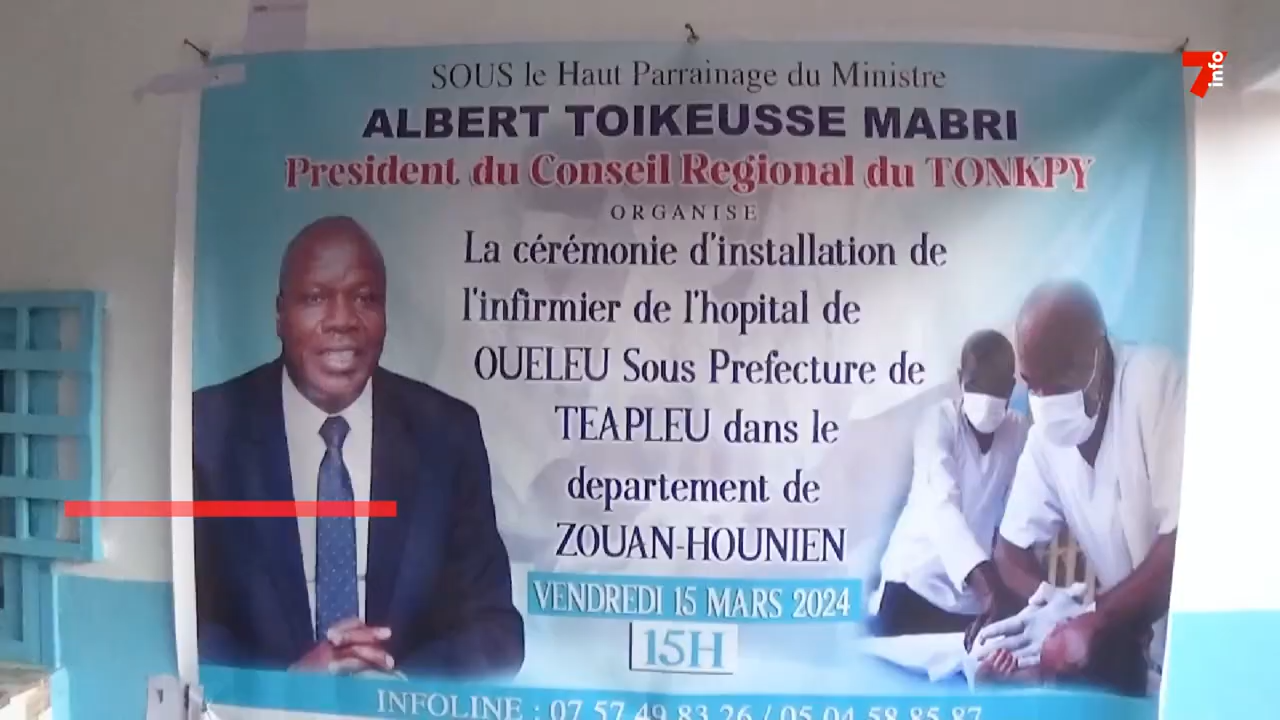 7info
SOUS le Haut Parrainage du Ministre
ALBERT TOIKEUSSE MABRI
President du Conseil Regional du TONKPY
ORGANISE
La cérémonie d'installation de
l'infirmier de l'hopital de
OUELEU Sous Prefecture de
TEAPLEU dans le
departement de
ZOUAN-HOUNIEN
VENDREDI 15 MARS 2024
15H
INFOLINE : 07 57 49 83 26 / 05 04 58 85 87